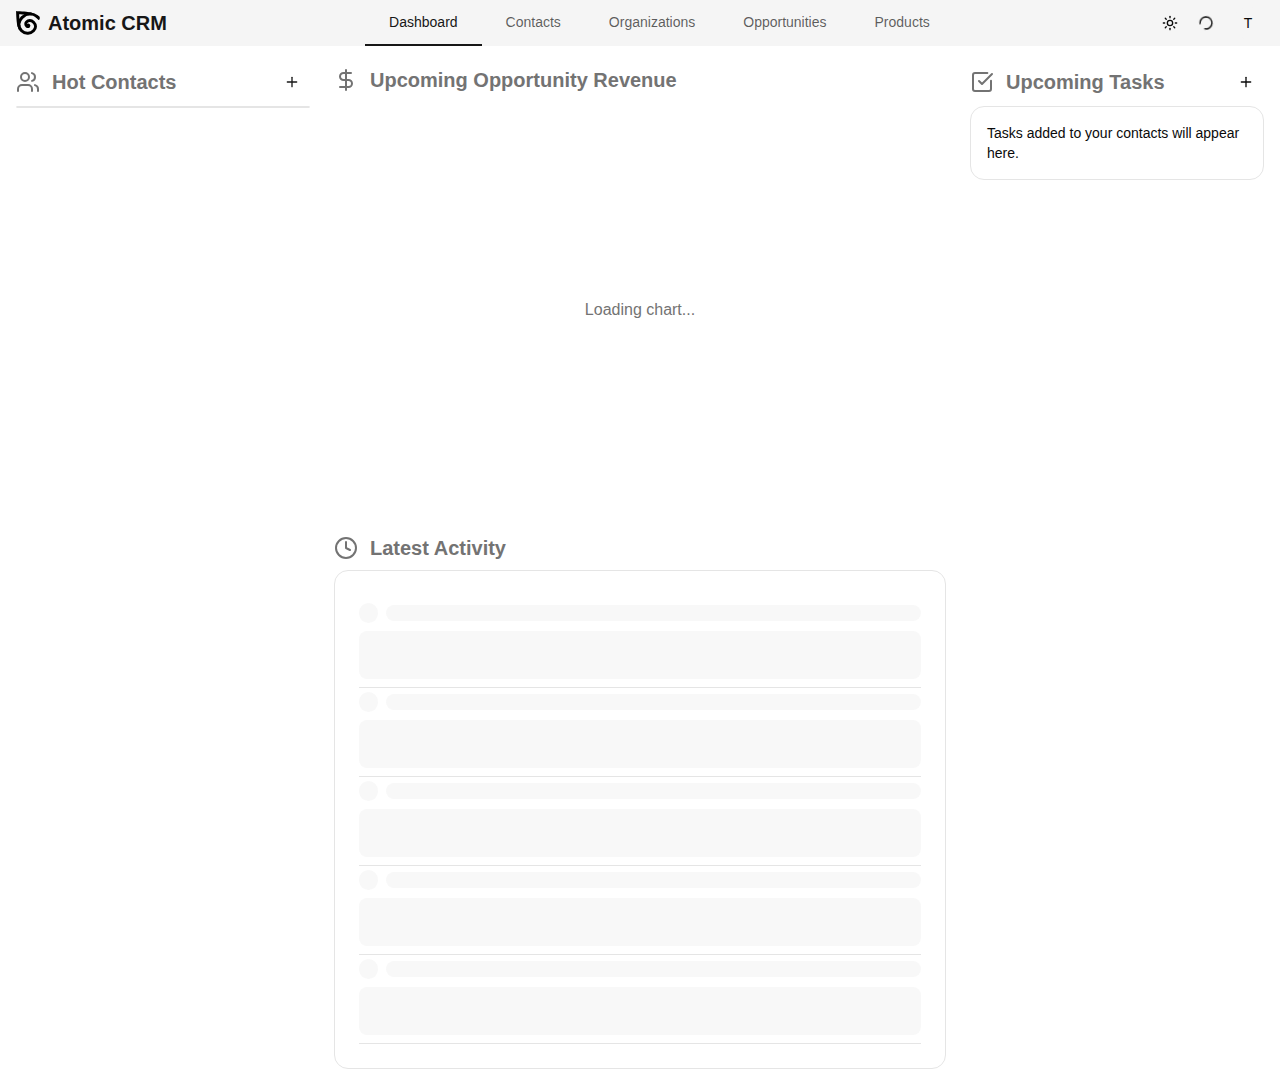 Atomic CRM
Dashboard
Contacts
Organizations
Opportunities
Products
T
Hot Contacts
Upcoming Opportunity Revenue
Loading chart...
Latest Activity
Upcoming Tasks
Tasks added to your contacts will appear
here.